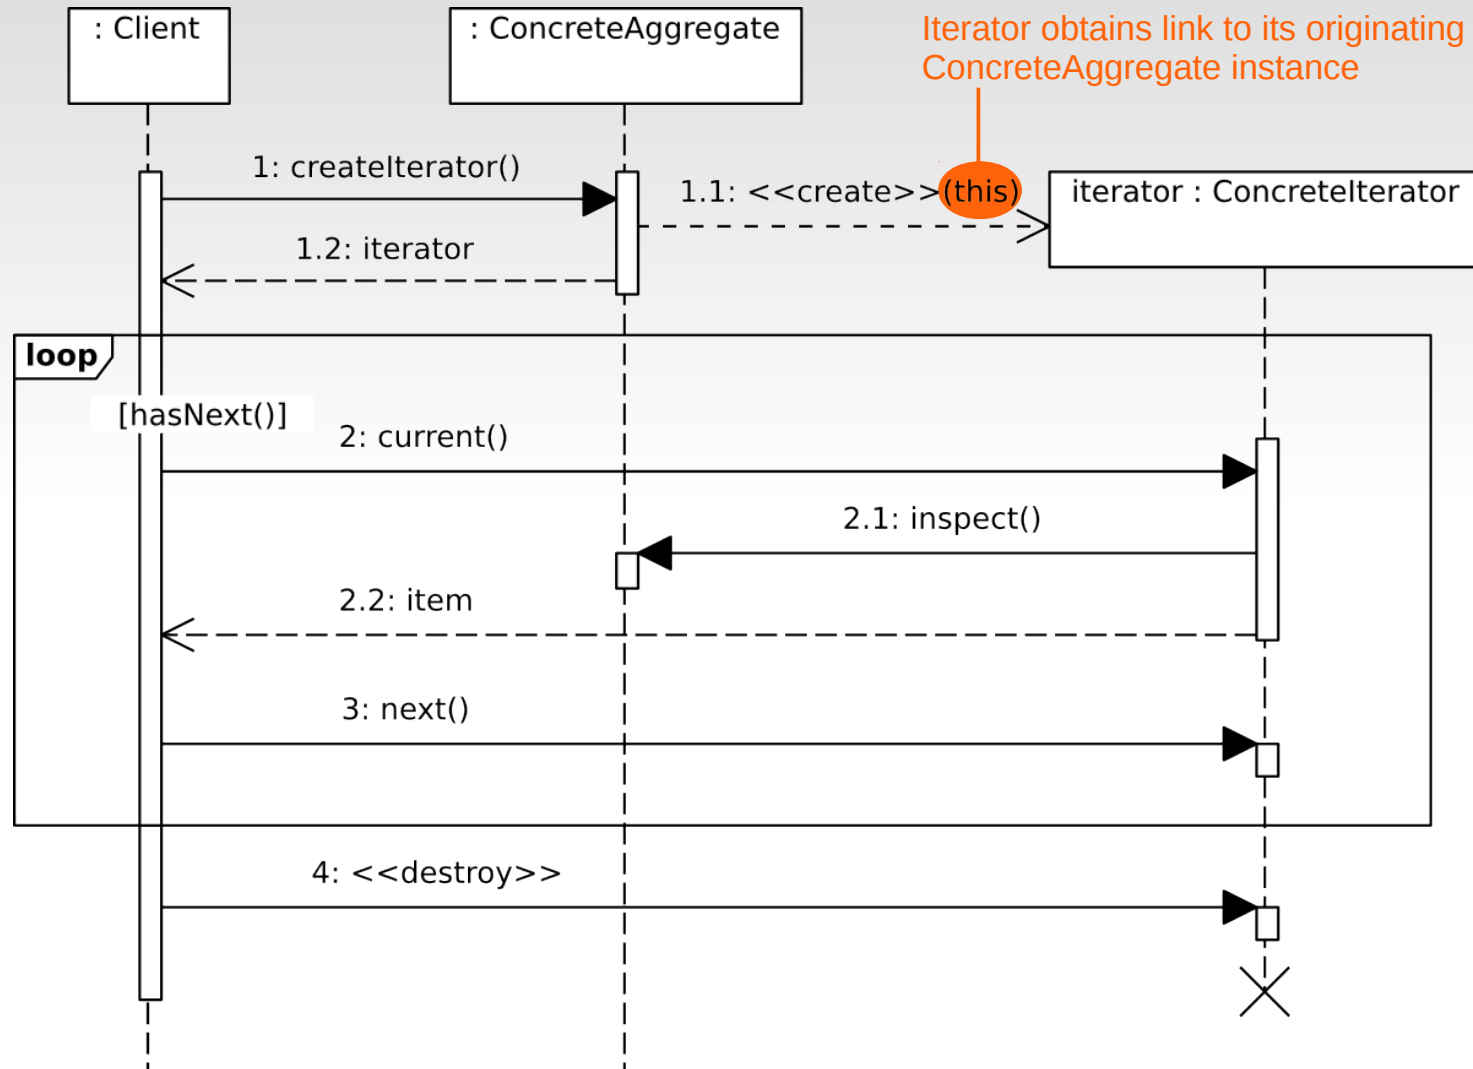 : Client
: ConcreteAggregate
Iterator obtains link to its originating
ConcreteAggregate instance
1: createIterator()
1.1: <<create>>(this)
iterator : ConcreteIterator
1.2: iterator
loop
[hasNext()]
2: current()
2.1: inspect()
2.2: item
3: next()
4: <<destroy>>